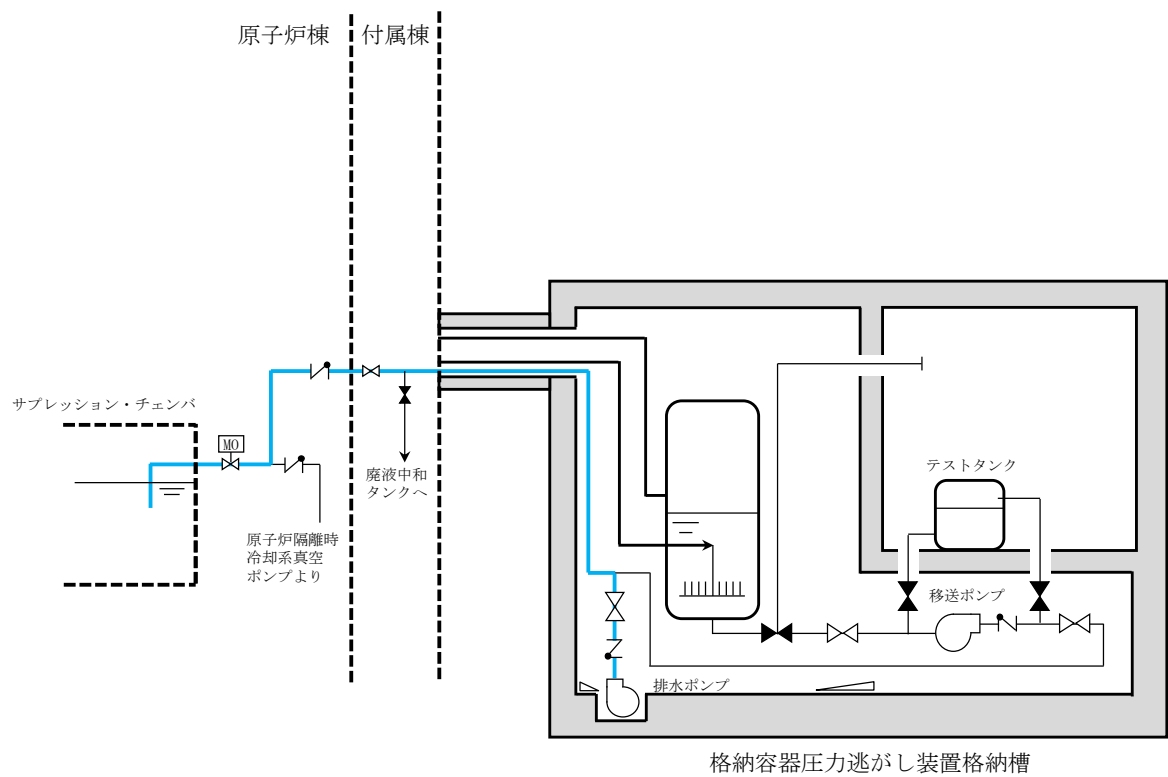 原子炉棟
付属棟
サプレッション・チェンバ
MO
廃液中和
タンクへ
原子炉隔離時
冷却系真空
ポンプより
テストタンク
移送ポンプ
排水ポンプ
格納容器圧力逃がし装置格納槽